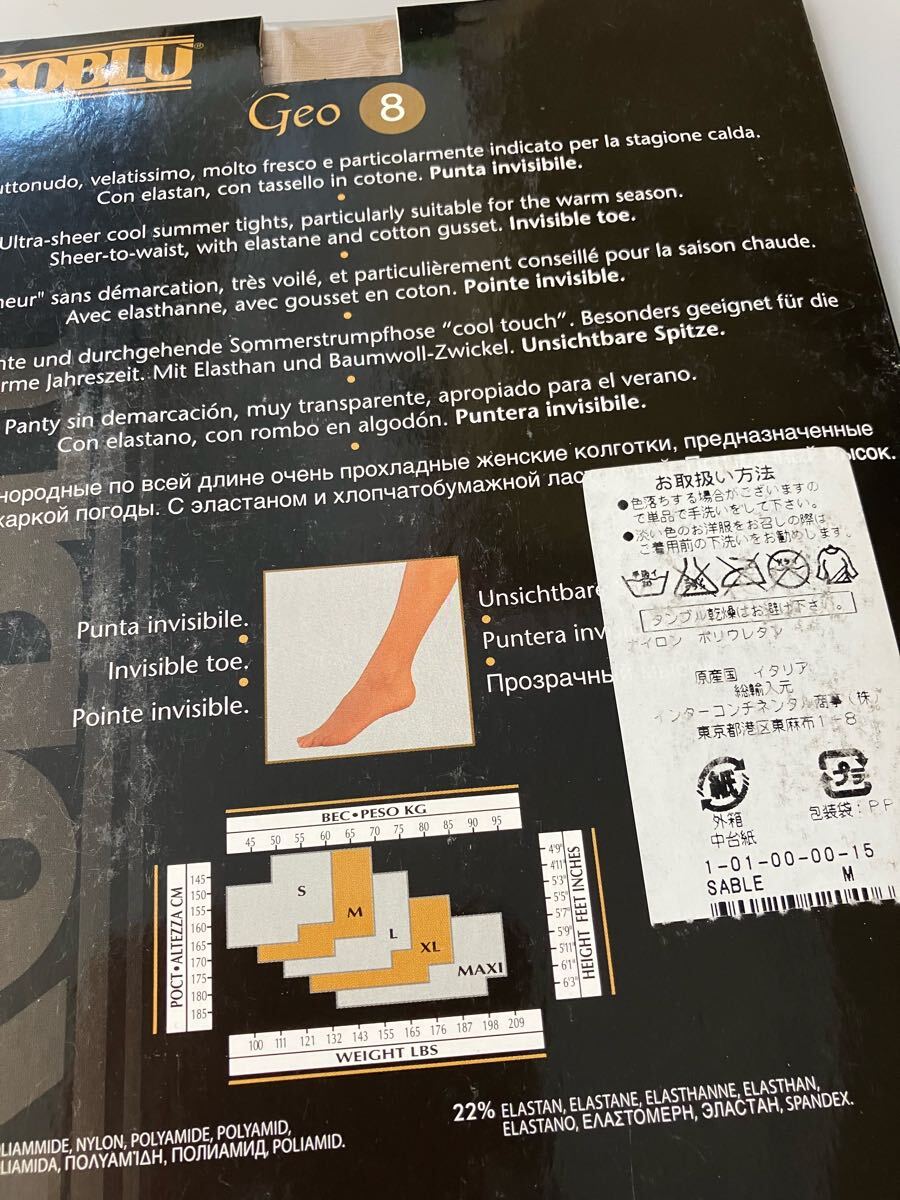 ROBLU®
Geo 8
uttonudo, velatissimo, molto fresco e particolarmente indicato per la stagione calda.
Con elastan, con tassello in cotone. Punta invisibile.
Ultra-sheer cool summer tights, particularly suitable for the warm season.
Sheer-to-waist, with elastane and cotton gusset. Invisible toe.
neur" sans démarcation, très voilé, et particulièrement conseillé pour la saison chaude.
Avec elasthanne, avec gousset en coton. Pointe invisible.
nte und durchgehende Sommerstrumpfhose "cool touch". Besonders geeignet für die
rme Jahreszeit. Mit Elasthan und Baumwoll-Zwickel. Unsichtbare Spitze.
Panty sin demarcación, muy transparente, apropiado para el verano.
Con elastano, con rombo en algodón. Puntera invisibile.
нородные по всей длине очень прохладные женские колготки, предназначенные
жаркой погоды. С эластаном и хлопчатобумажной лас ысок.
Punta invisibile.
Invisible toe.
Pointe invisible.
Unsichtbare
Puntera inv
Прозрачны
お取扱い方法
●色落ちする場合がございますの
で単品で手洗いをして下さい。
●淡い色のお洋服をお召しの際は、
ご着用前の下洗いをお勧めします。
タンブル乾燥はお避け下さい。
ナイロン ポリウレタン
原産国 イタリア
総輸入元
インターコンチネンタル商事(株
東京都港区東麻布1-8
紙 プラ
外箱 包装袋:PP
中台紙
1-01-00-00-15
SABLE M
ВЕС•PESO KG
45 50 55 60 65 70 75 80 85 90 95
РОСТ•ALTEZZA CM
145
150
155
160
165
170
175
180
185
S
M
L
XL
MAXI
4'9"
4'11"
5'3"
5'5"
5'7"
5'9"
5'11"
6'1"
6'3"
HEIGHT FEET INCHES
100 111 121 132 143 155 165 176 187 198 209
WEIGHT LBS
LIAMMIDE, NYLON, POLYAMIDE, POLYAMID,
LIAMIDA, ΠΟΛΥΑΜΊΔΗ, ПОЛИАМИД, POLIAMID.
22% ELASTAN, ELASTANE, ELASTHANNE, ELASTHAN,
ELASTANO, ΕΛΑΣΤΟΜΕΡΗ, ЭЛАСТАН, SPANDEX.